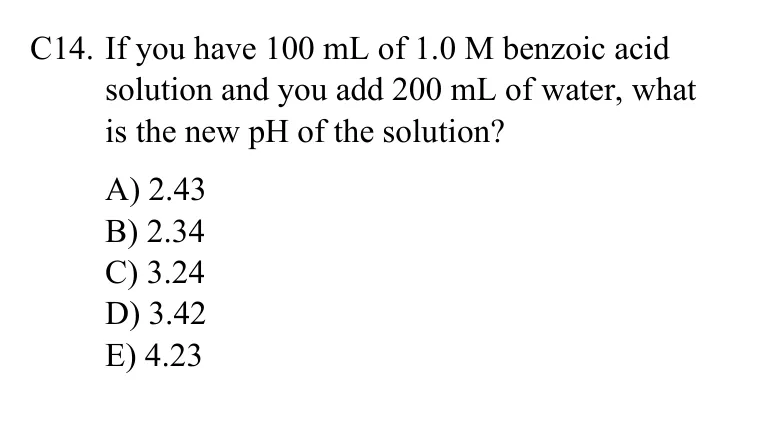 C14. If you have 100 mL of 1.0 M benzoic acid
solution and you add 200 mL of water, what
is the new pH of the solution?
A) 2.43
B) 2.34
C) 3.24
D) 3.42
E) 4.23